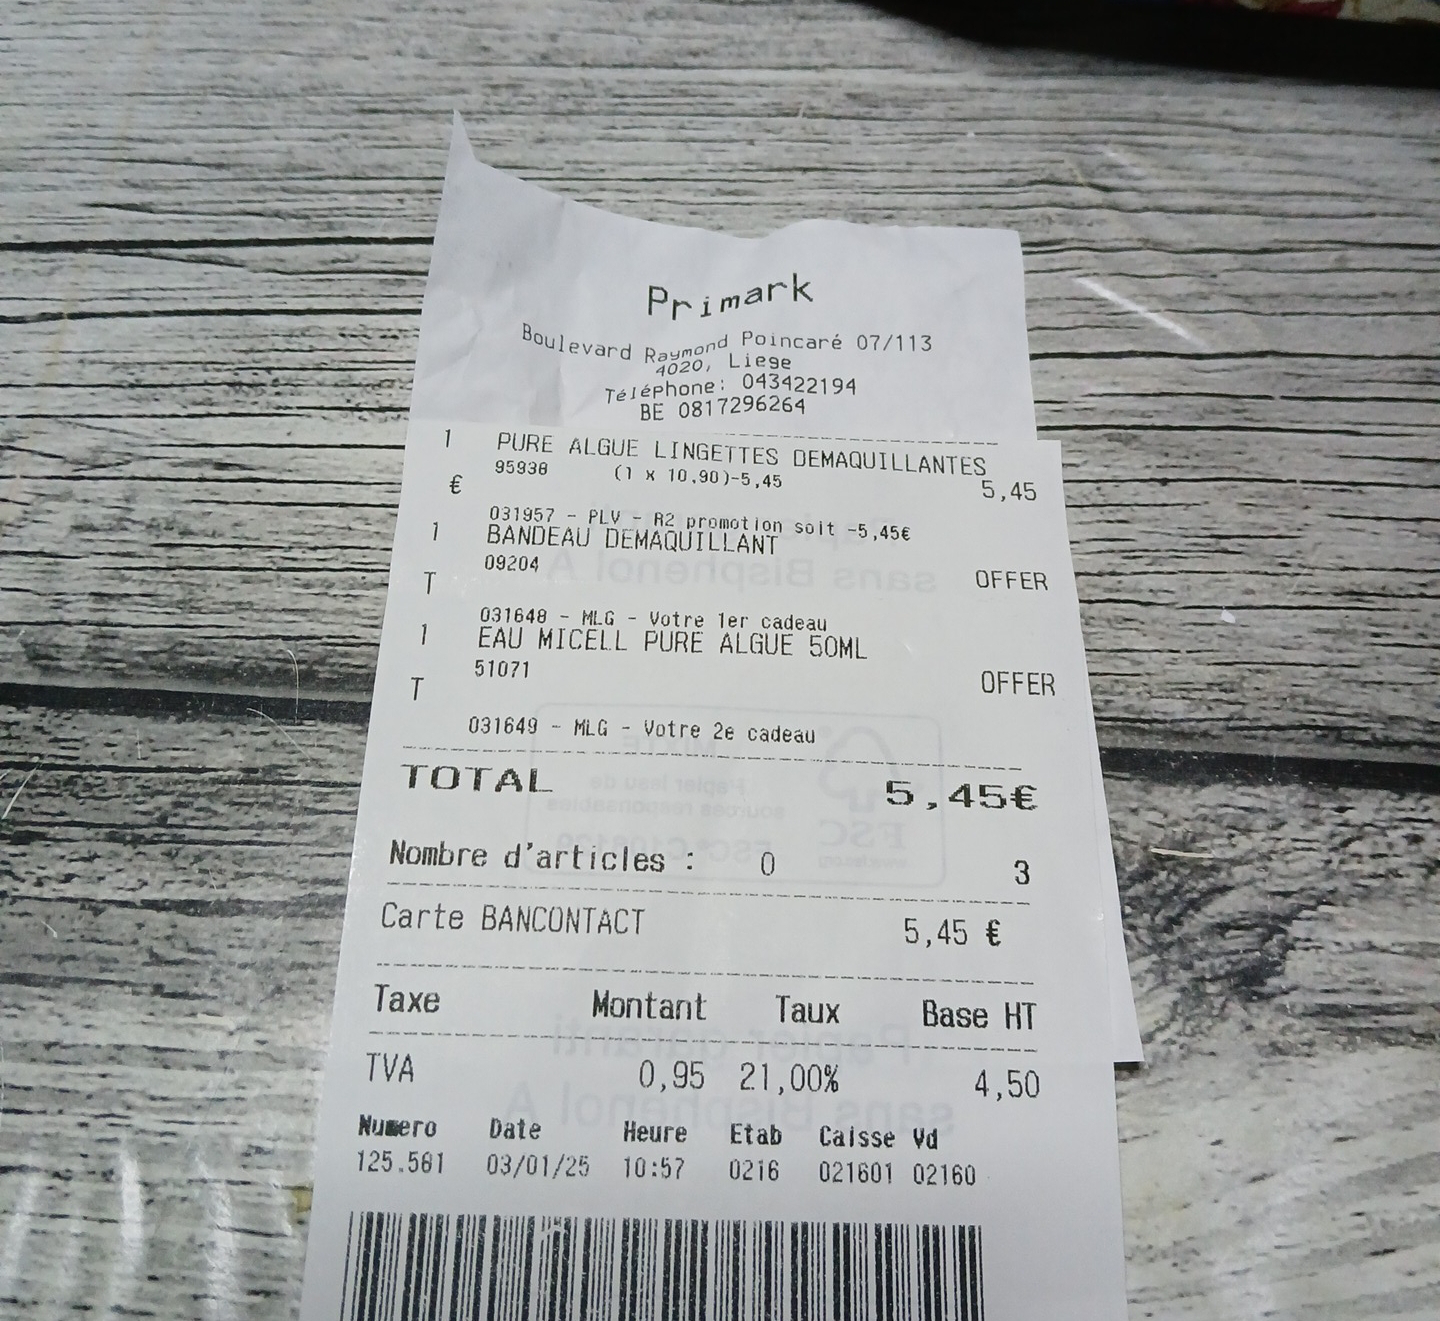 Primark
Boulevard Raymond Poincaré 07/113
4020, Liege
Téléphone: 043422194
BE 0817296264
1 PURE ALGUE LINGETTES DEMAQUILLANTES
95938 (1 x 10,90)-5,45 5,45
€
031957 - PLV - R2 promotion soit -5,45€
1 BANDEAU DEMAQUILLANT
09204 OFFER
T
031648 - MLG - Votre 1er cadeau
1 EAU MICELL PURE ALGUE 50ML
51071 OFFER
T
031649 - MLG - Votre 2e cadeau
TOTAL 5,45€
Nombre d'articles : 0 3
Carte BANCONTACT 5,45 €
Taxe Montant Taux Base HT
TVA 0,95 21,00% 4,50
Numero Date Heure Etab Caisse Vd
125.581 03/01/25 10:57 0216 021601 02160